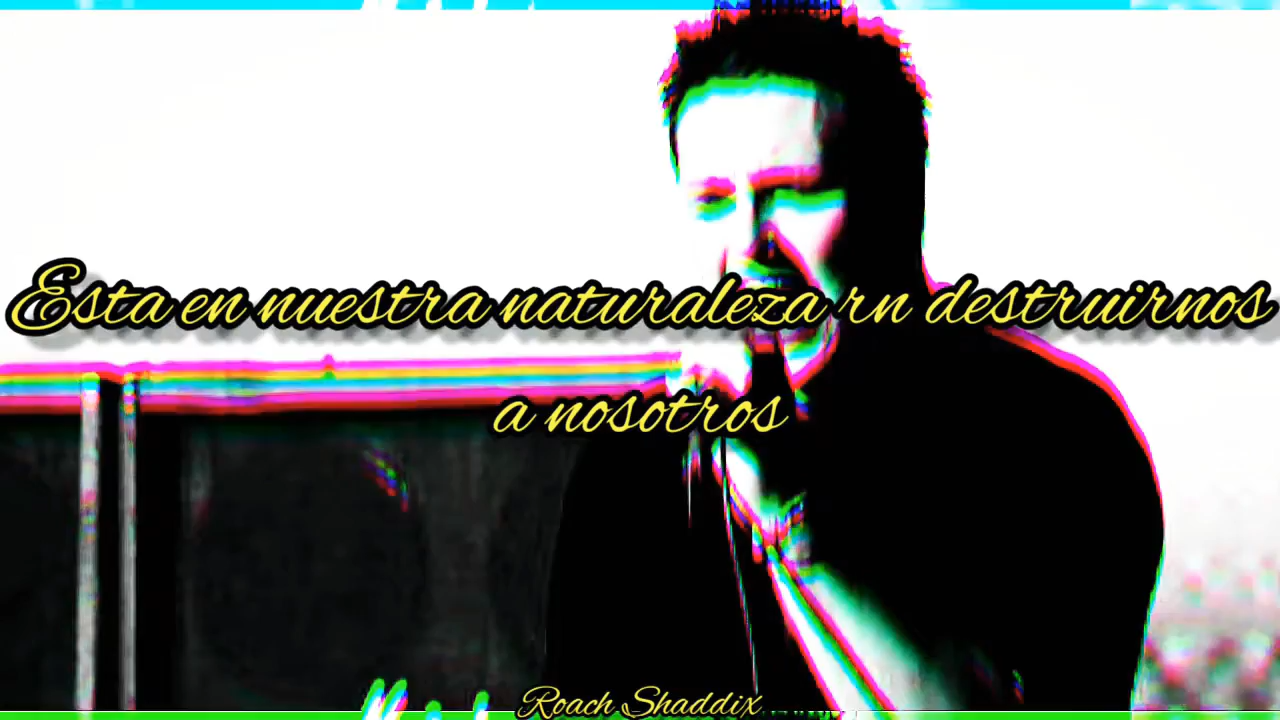 Esta en nuestra naturaleza rn destruirnos
a nosotros
Roach Shaddix